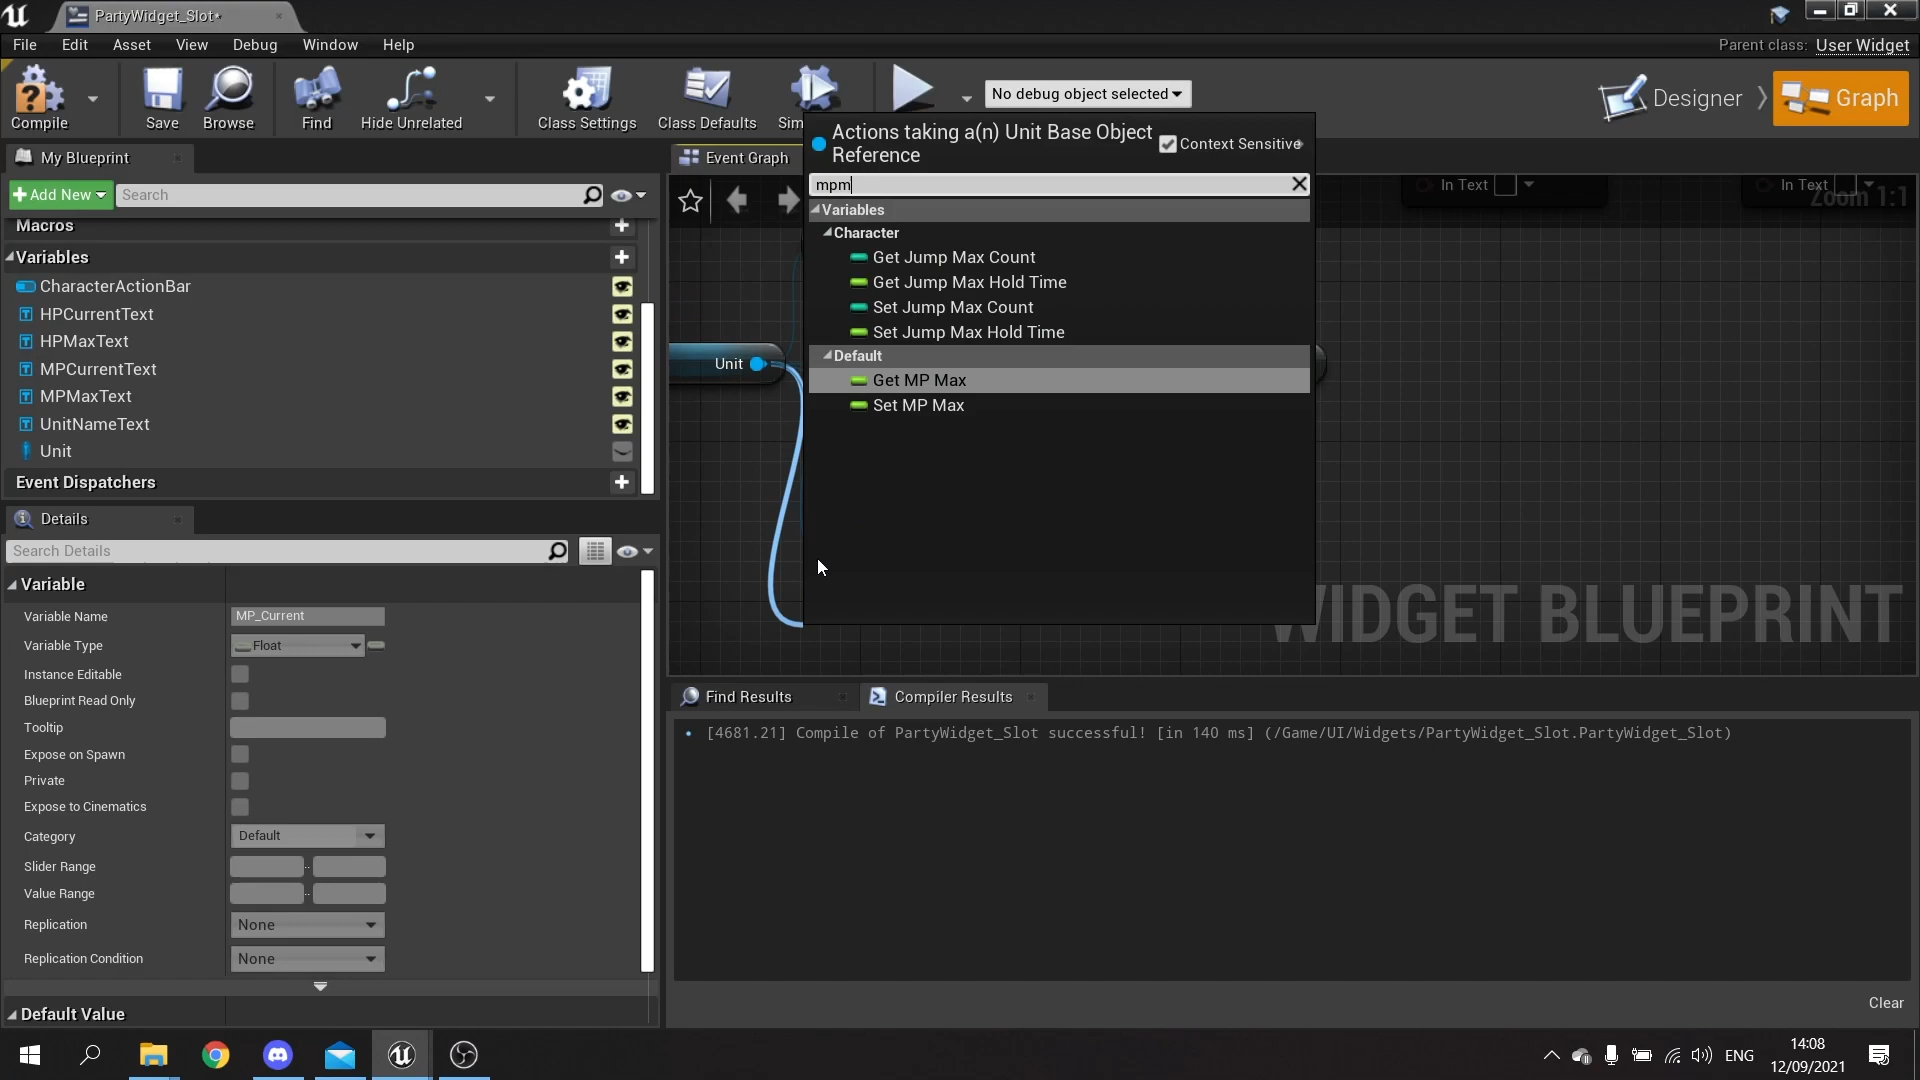 PartyWidget_Slot*
File Edit Asset View Debug Window Help
Parent class: User Widget
Compile
Save
Browse
Find
Hide Unrelated
Class Settings
Class Defaults
Sim
No debug object selected
Designer
Graph
My Blueprint
Add New
Search
Macros
Variables
CharacterActionBar
HPCurrentText
HPMaxText
MPCurrentText
MPMaxText
UnitNameText
Unit
Event Dispatchers
Details
Search Details
Variable
Variable Name MP_Current
Variable Type Float
Instance Editable
Blueprint Read Only
Tooltip
Expose on Spawn
Private
Expose to Cinematics
Category Default
Slider Range
Value Range
Replication None
Replication Condition None
Default Value
Event Graph
Unit
In Text
In Text
Zoom 1:1
Actions taking a(n) Unit Base Object
Reference
Context Sensitive
mpm
Variables
Character
Get Jump Max Count
Get Jump Max Hold Time
Set Jump Max Count
Set Jump Max Hold Time
Default
Get MP Max
Set MP Max
WIDGET BLUEPRINT
Find Results
Compiler Results
[4681.21] Compile of PartyWidget_Slot successful! [in 140 ms] (/Game/UI/Widgets/PartyWidget_Slot.PartyWidget_Slot)
Clear
ENG
14:08
12/09/2021